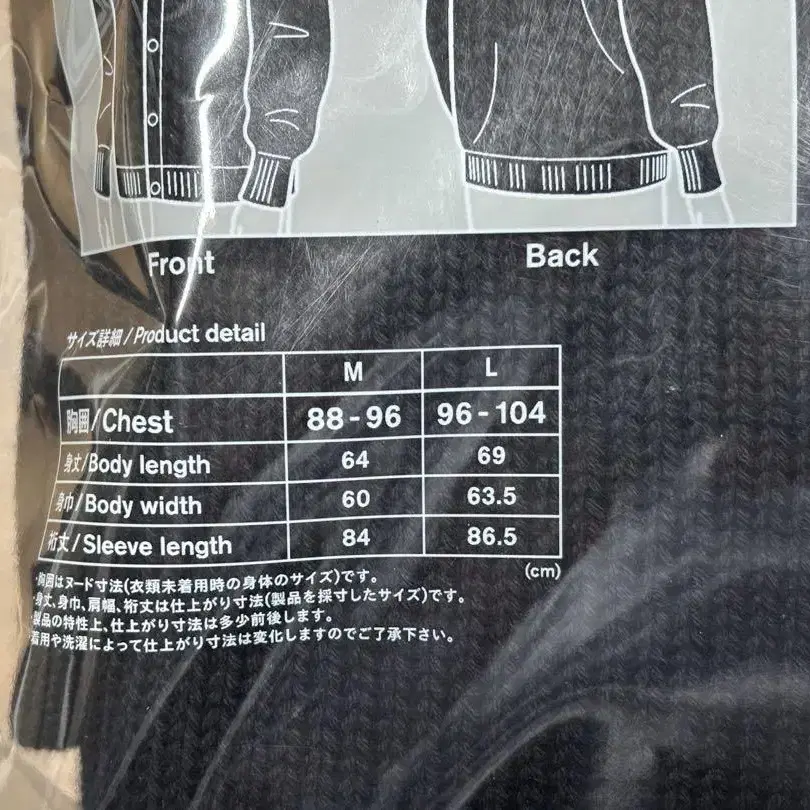 Front
Back
サイズ詳細/Product detail
M L
胸囲/Chest 88-96 96-104
身丈/Body length 64 69
身巾/Body width 60 63.5
裄丈/Sleeve length 84 86.5
(cm)
・胸囲はヌード寸法(衣類未着用時の身体のサイズ)です。
・身丈、身巾、肩幅、裄丈は仕上がり寸法(製品を採寸したサイズ)です。
製品の特性上、仕上がり寸法は多少前後します。
着用や洗濯によって仕上がり寸法は変化しますのでご了承下さい。